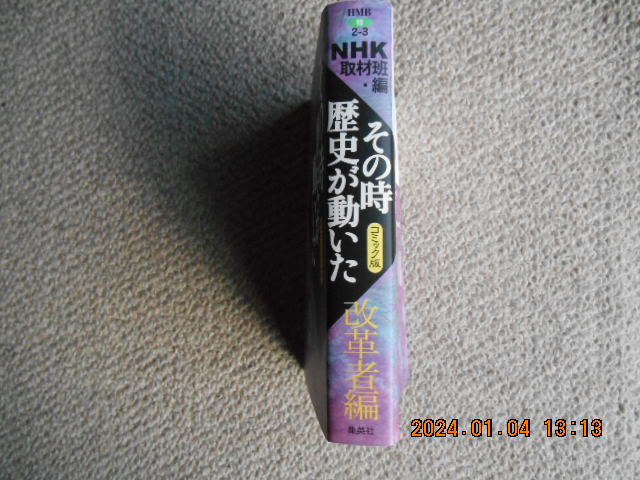 HMB
2-3
NHK
取材班・編
その時
歴史が動いた
コミック版
改革者編
集英社
2024.01.04 13:13